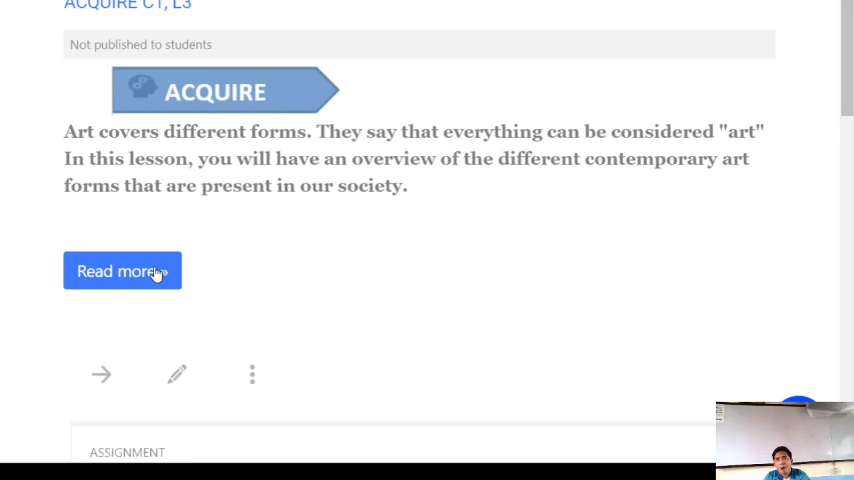 ACQUIRE C1, L3
Not published to students
ACQUIRE
Art covers different forms. They say that everything can be considered "art"
In this lesson, you will have an overview of the different contemporary art
forms that are present in our society.
Read more »
ASSIGNMENT